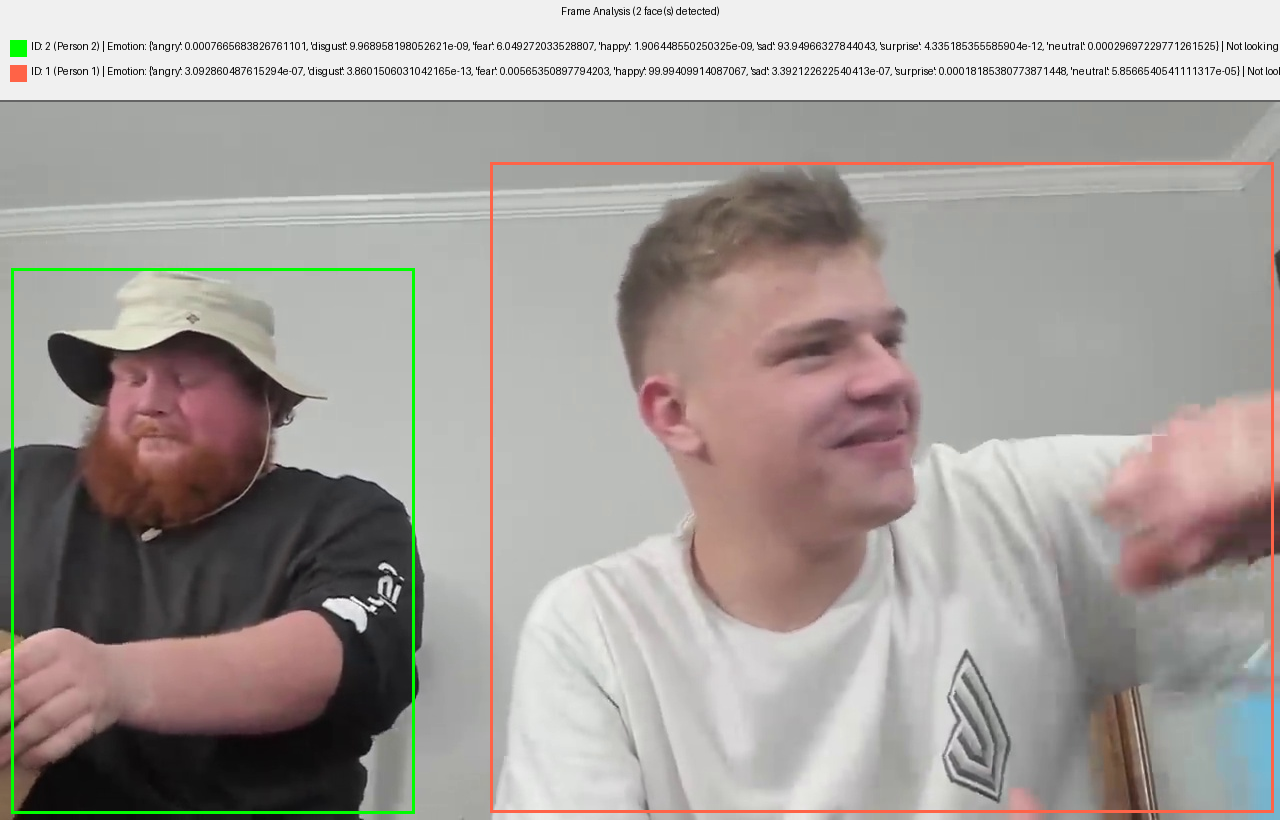 Frame Analysis (2 face(s) detected)
ID: 2 (Person 2) | Emotion: {'angry': 0.0007665683826761101, 'disgust': 9.968958198052621e-09, 'fear': 6.049272033528807, 'happy': 1.906448550250325e-09, 'sad': 93.94966327844043, 'surprise': 4.335185355585904e-12, 'neutral': 0.00029697229771261525} | Not looking
ID: 1 (Person 1) | Emotion: {'angry': 3.092860487615294e-07, 'disgust': 3.8601506031042165e-13, 'fear': 0.00565350897794203, 'happy': 99.99409914087067, 'sad': 3.392122622540413e-07, 'surprise': 0.00018185380773871448, 'neutral': 5.8566540541111317e-05} | Not